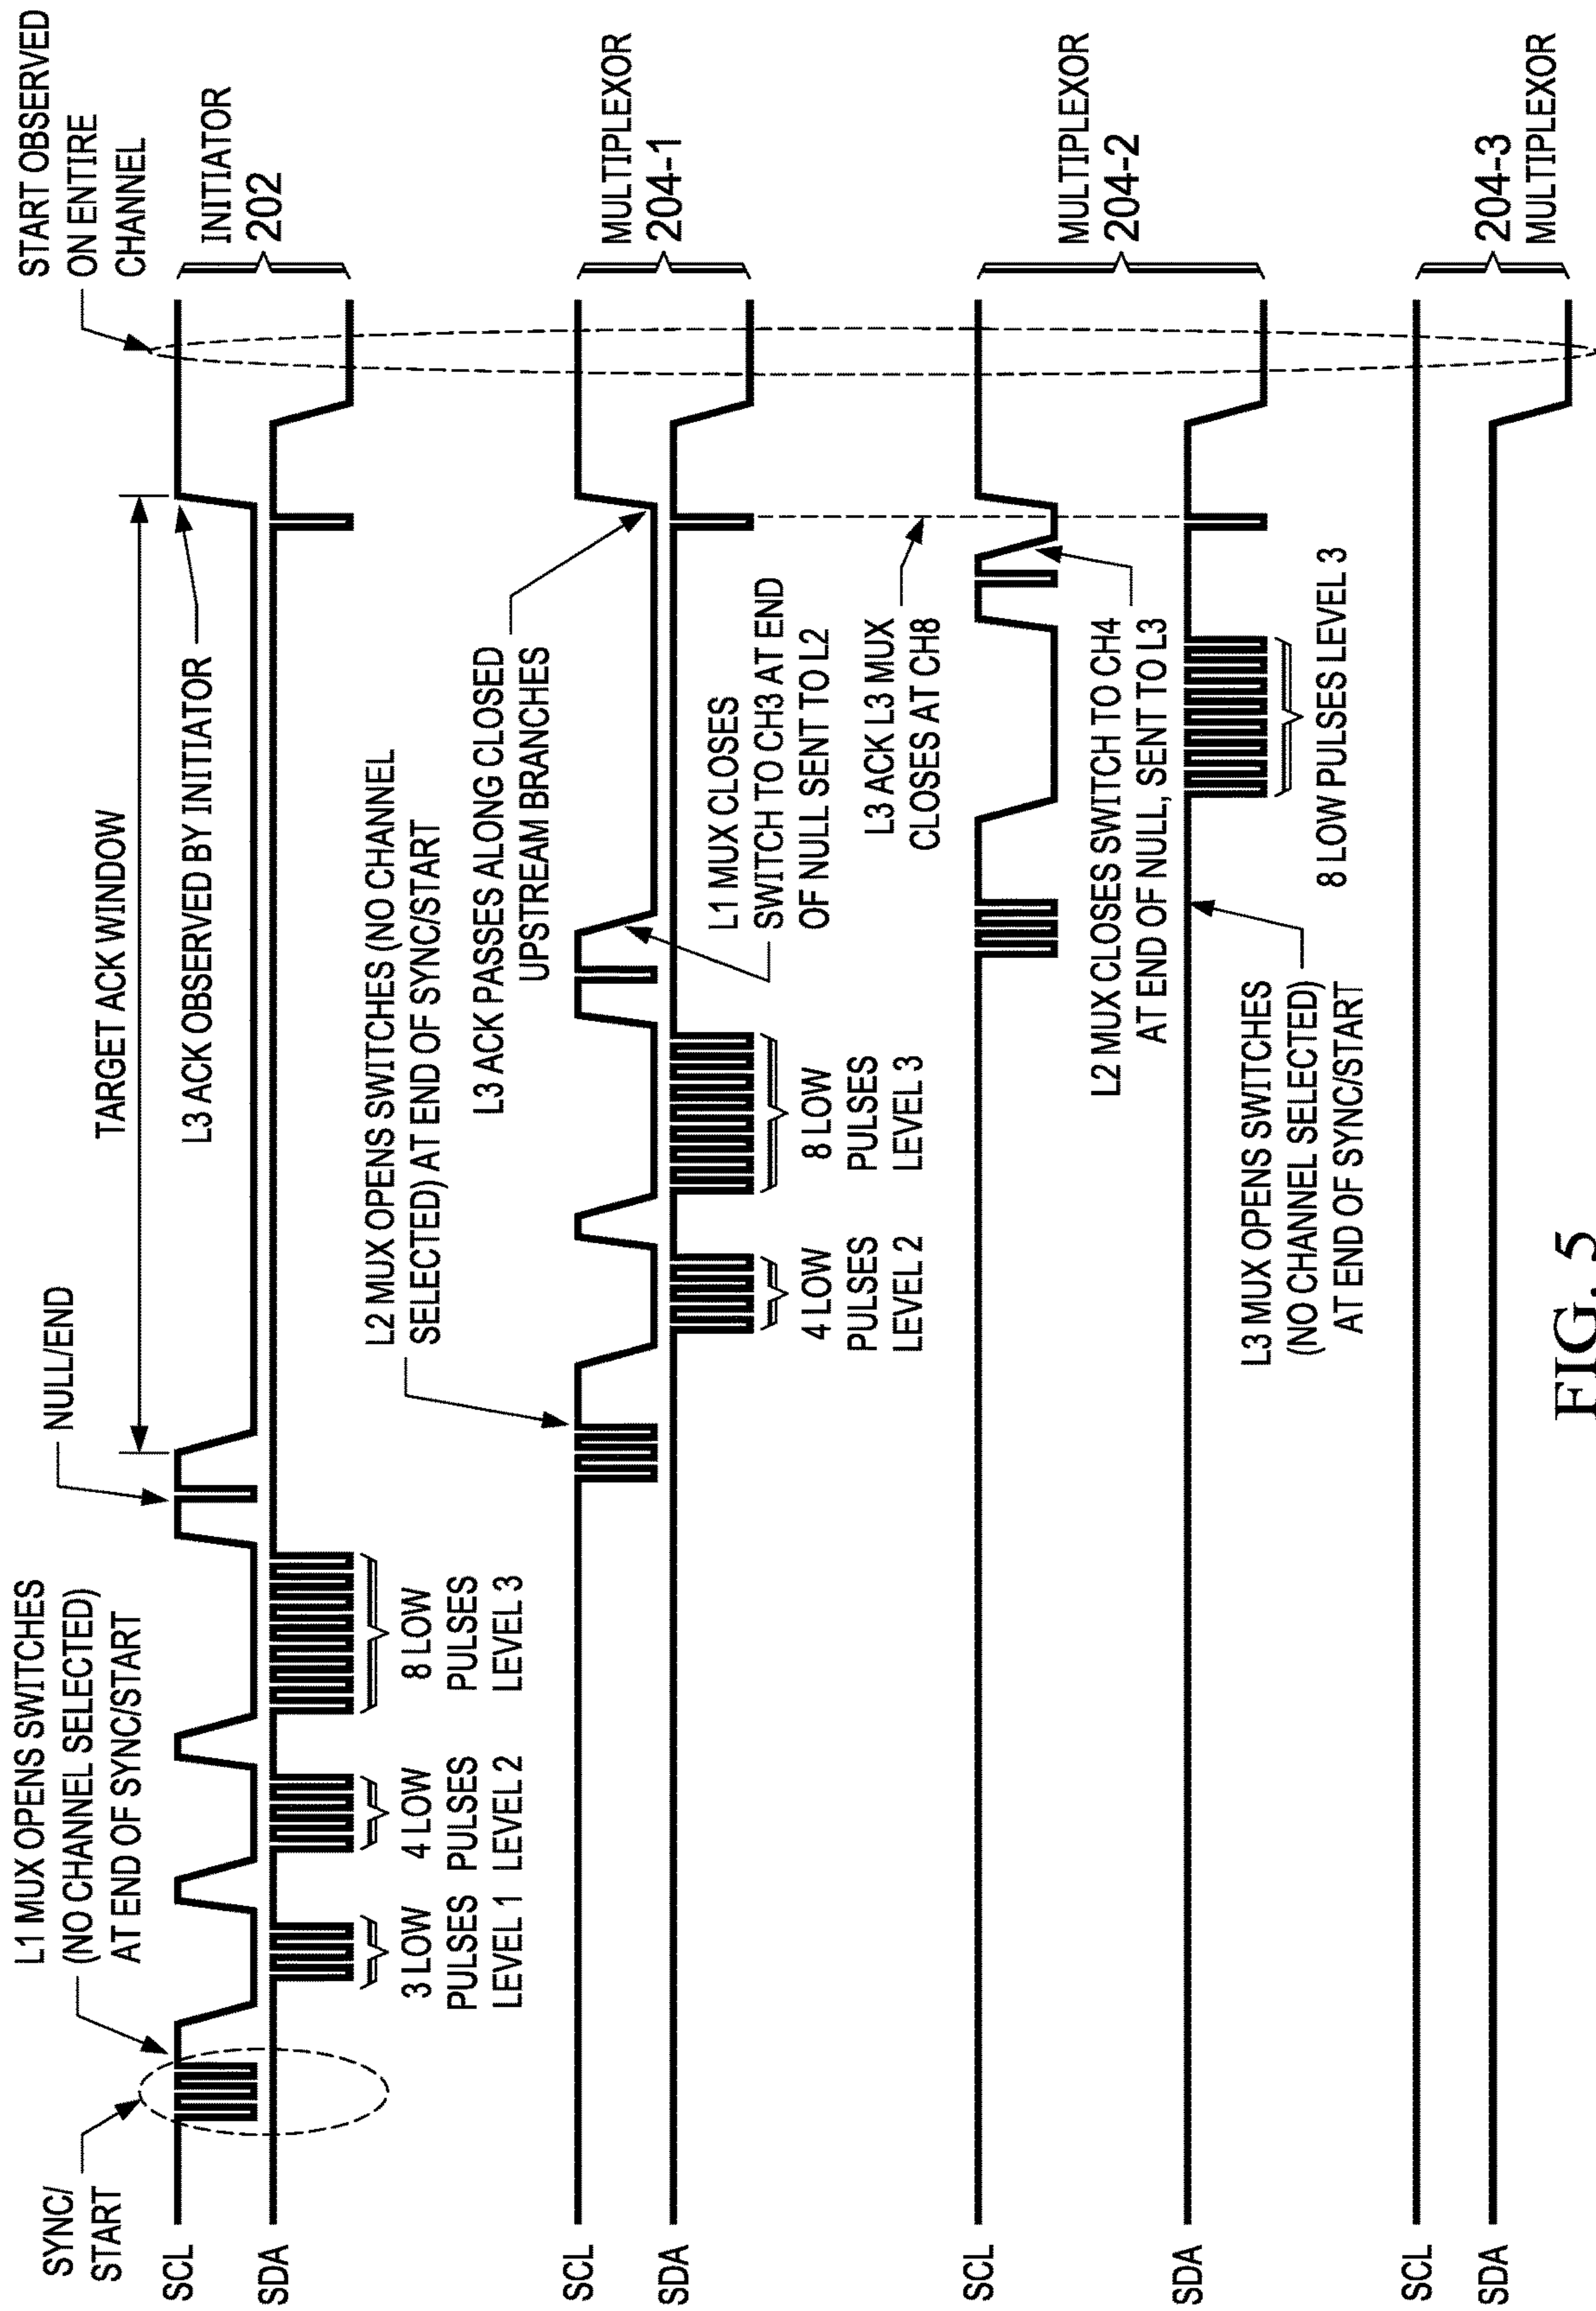 START OBSERVED
ON ENTIRE
CHANNEL
SYNC/
START
L1 MUX OPENS SWITCHES
(NO CHANNEL SELECTED)
AT END OF SYNC/START
NULL/END
TARGET ACK WINDOW
L3 ACK OBSERVED BY INITIATOR
SCL
SDA
INITIATOR
202
3 LOW
PULSES
LEVEL 1
4 LOW
PULSES
LEVEL 2
8 LOW
PULSES
LEVEL 3
L2 MUX OPENS SWITCHES (NO CHANNEL
SELECTED) AT END OF SYNC/START
L3 ACK PASSES ALONG CLOSED
UPSTREAM BRANCHES
SCL
SDA
MULTIPLEXOR
204-1
4 LOW
PULSES
LEVEL 2
8 LOW
PULSES
LEVEL 3
L1 MUX CLOSES
SWITCH TO CH3 AT END
OF NULL SENT TO L2
L3 ACK L3 MUX
CLOSES AT CH8
SCL
SDA
MULTIPLEXOR
204-2
L2 MUX CLOSES SWITCH TO CH4
AT END OF NULL, SENT TO L3
L3 MUX OPENS SWITCHES
(NO CHANNEL SELECTED)
AT END OF SYNC/START
8 LOW PULSES LEVEL 3
SCL
SDA
204-3
MULTIPLEXOR
FIG. 5